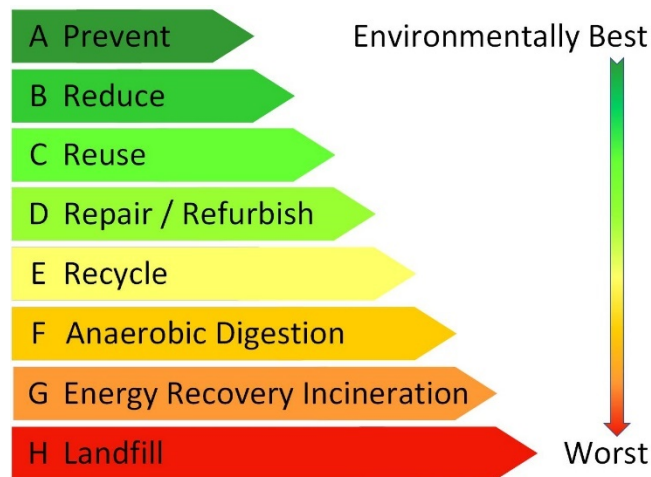 A Prevent
Environmentally Best
B Reduce
C Reuse
D Repair / Refurbish
E Recycle
F Anaerobic Digestion
G Energy Recovery Incineration
H Landfill
Worst